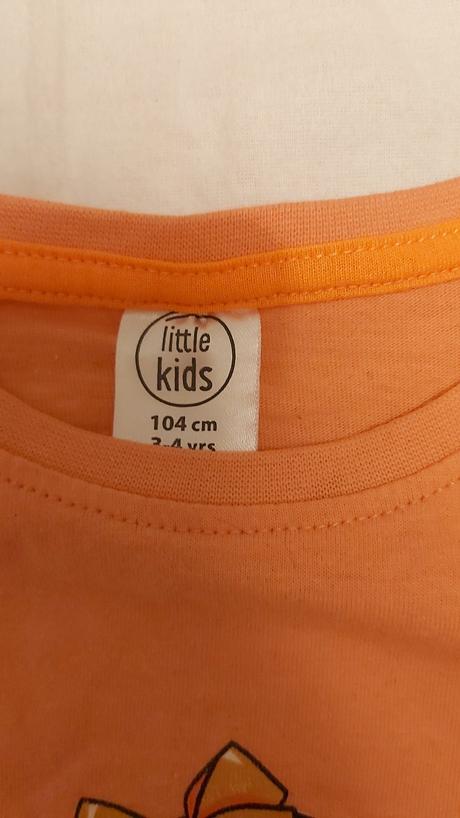 little
kids
104 cm
3-4 yrs